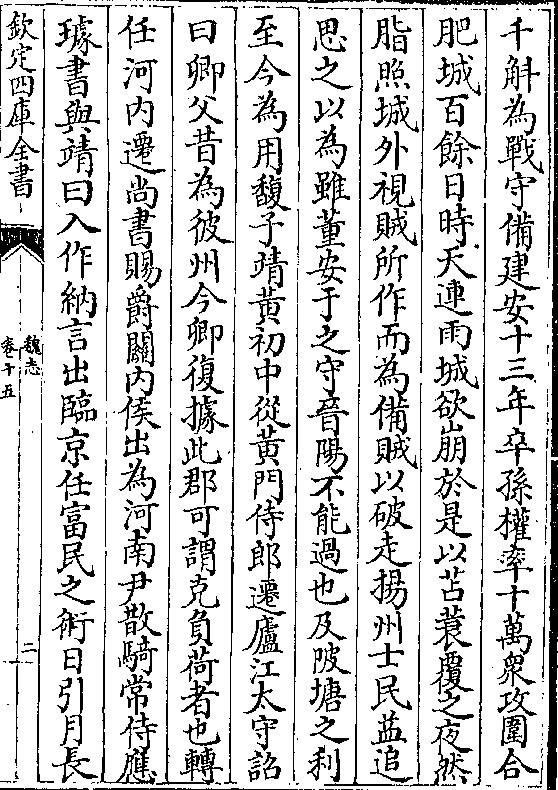 千斛為戰守備建安十三年卒孫權率十萬衆攻圍合
肥城百餘日時天連雨城欲崩於是以苫蓑覆之夜然
脂照城外視賊所作而為備賊以破走揚州士民益追
思之以為雖董安于之守晉陽不能過也及陂塘之利
至今為用馥子靖黃初中從黃門侍郎遷廬江太守詔
曰卿父昔為彼州今卿復據此郡可謂克負荷者也轉
任河內遷尚書賜爵關內侯出為河南尹散騎常侍應
璩書與靖曰入作納言出臨京任富民之術日引月長
欽定四庫全書
魏志
卷十五
二